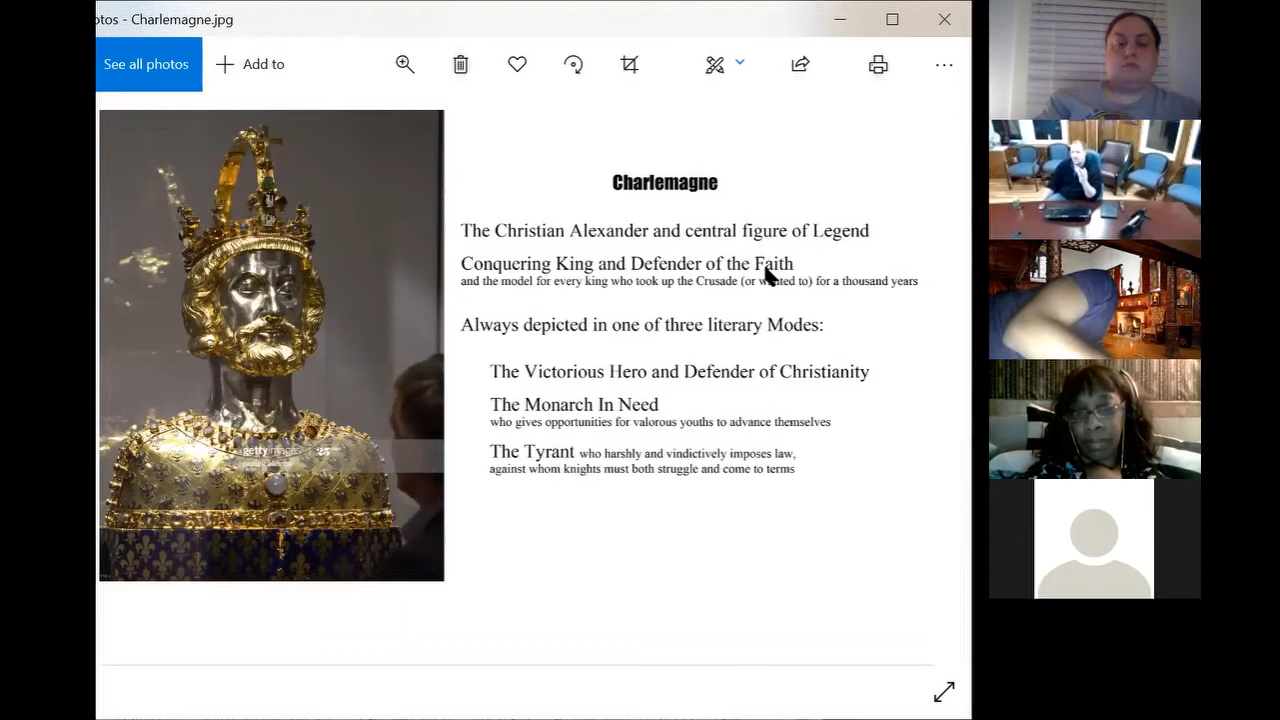 otos - Charlemagne.jpg
See all photos
Add to
Charlemagne
The Christian Alexander and central figure of Legend
Conquering King and Defender of the Faith
and the model for every king who took up the Crusade (or wanted to) for a thousand years
Always depicted in one of three literary Modes:
The Victorious Hero and Defender of Christianity
The Monarch In Need
who gives opportunities for valorous youths to advance themselves
The Tyrant who harshly and vindictively imposes law,
against whom knights must both struggle and come to terms
gettyimages